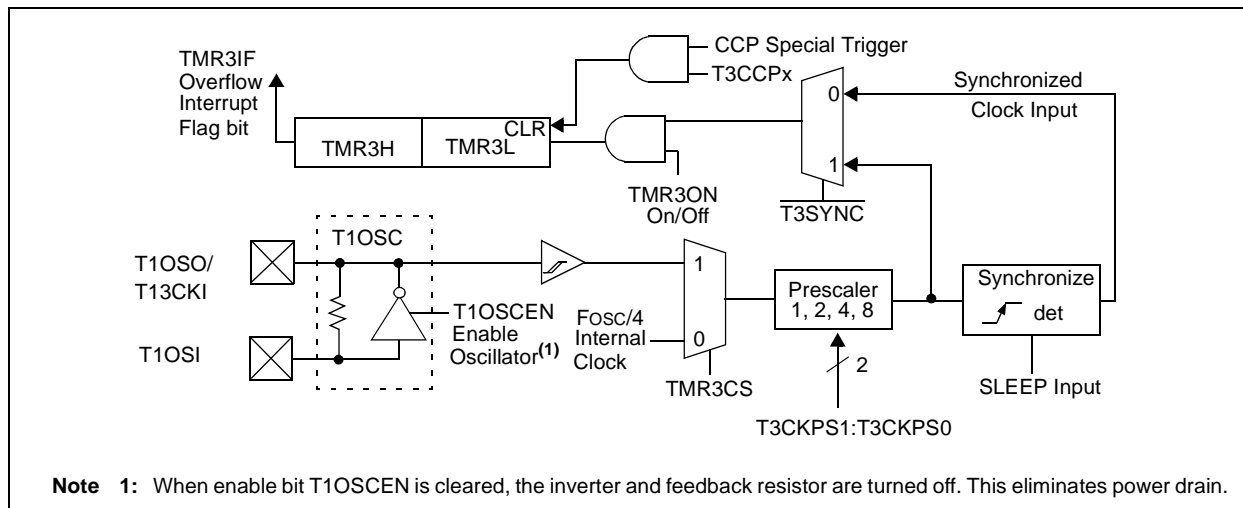 CCP Special Trigger
T3CCPx
TMR3IF
Overflow
Interrupt
Flag bit
0
Synchronized
Clock Input
CLR
TMR3H
TMR3L
1
TMR3ON
On/Off
T3SYNC
T1OSC
T1OSO/
T13CKI
1
Prescaler
1, 2, 4, 8
Synchronize
det
T1OSCEN
Enable
Oscillator(1)
FOSC/4
Internal
Clock
0
T1OSI
2
TMR3CS
SLEEP Input
T3CKPS1:T3CKPS0
Note 1: When enable bit T1OSCEN is cleared, the inverter and feedback resistor are turned off. This eliminates power drain.